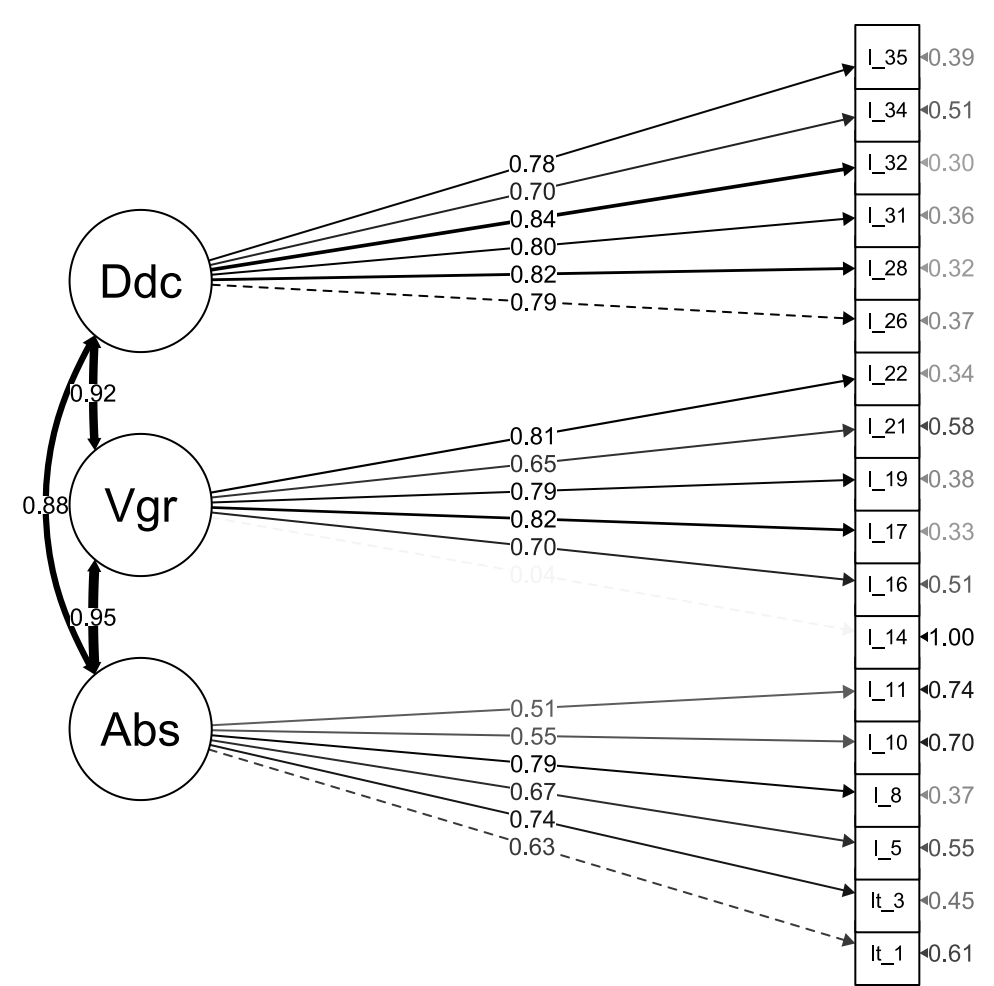 I_35 0.39
I_34 0.51
0.78
I_32 0.30
0.70
I_31 0.36
0.84
0.80
I_28 0.32
0.82
Ddc
0.79
I_26 0.37
I_22 0.34
0.92
I_21 0.58
0.81
0.65
I_19 0.38
0.79
0.88
Vgr
0.82
I_17 0.33
0.70
0.04
I_16 0.51
0.95
I_14 1.00
I_11 0.74
0.51
Abs
0.55
I_10 0.70
0.79
0.67
I_8 0.37
0.74
0.63
I_5 0.55
It_3 0.45
It_1 0.61